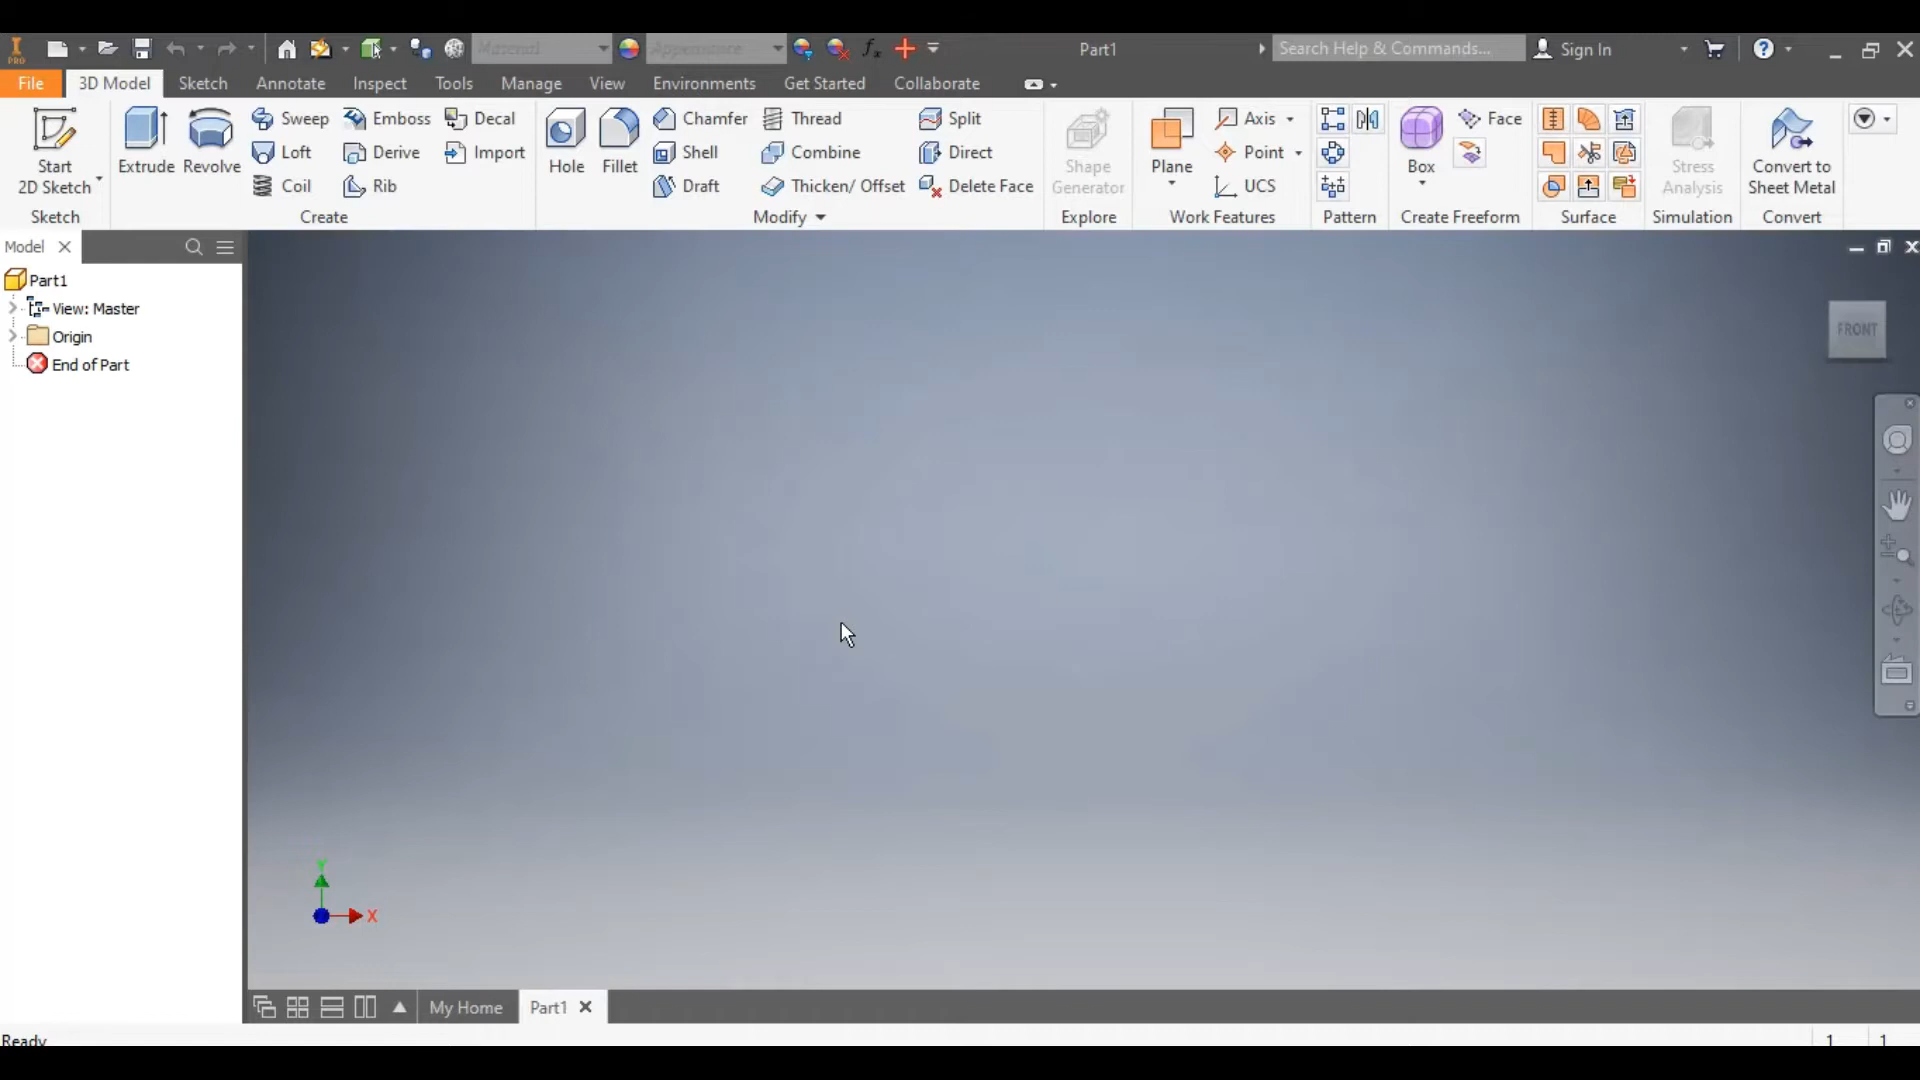 PRO
Material
Appearance
Part1
Search Help & Commands...
Sign In
File
3D Model
Sketch
Annotate
Inspect
Tools
Manage
View
Environments
Get Started
Collaborate
Start
2D Sketch
Sketch
Extrude
Revolve
Sweep
Loft
Coil
Emboss
Derive
Rib
Decal
Import
Create
Hole
Fillet
Chamfer
Shell
Draft
Thread
Combine
Thicken/ Offset
Split
Direct
Delete Face
Modify
Shape
Generator
Explore
Plane
Axis
Point
UCS
Work Features
Pattern
Box
Face
Create Freeform
Surface
Stress
Analysis
Simulation
Convert to
Sheet Metal
Convert
Model
Part1
View: Master
Origin
End of Part
FRONT
Y
X
My Home
Part1
Ready
1
1